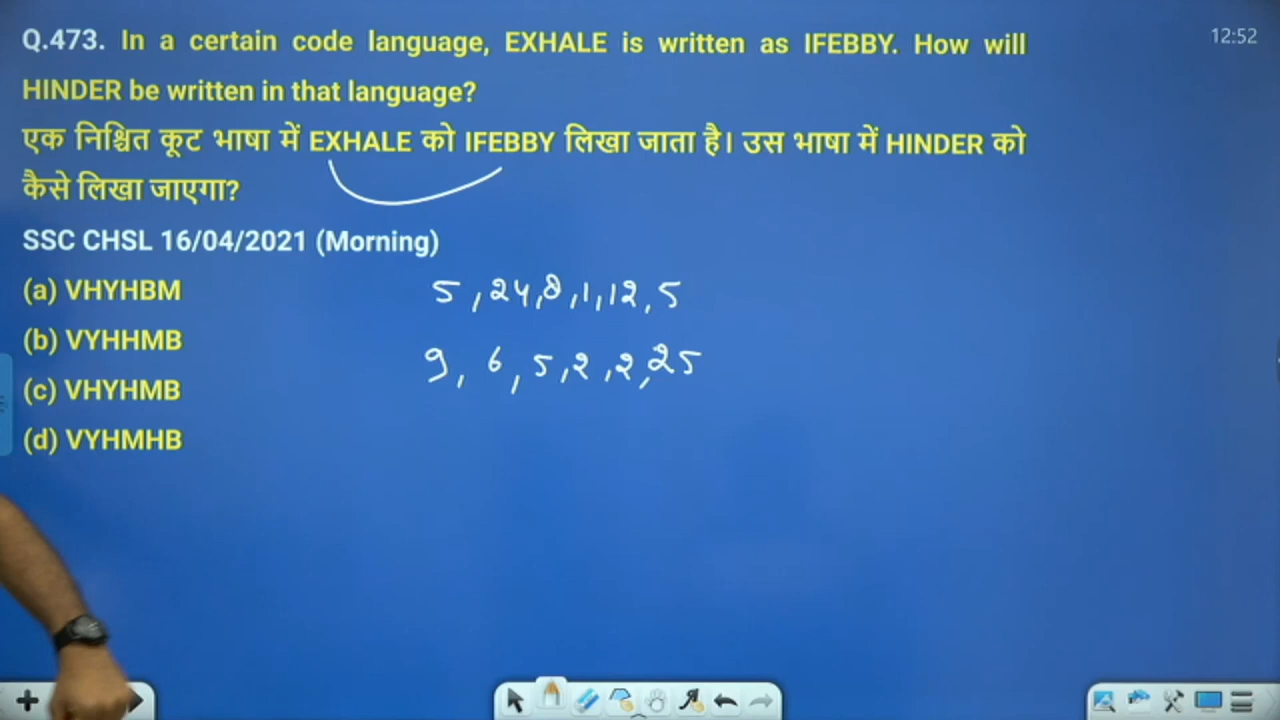 Q.473. In a certain code language, EXHALE is written as IFEBBY. How will
12:52
HINDER be written in that language?
एक निश्चित कूट भाषा में EXHALE को IFEBBY लिखा जाता है। उस भाषा में HINDER को
कैसे लिखा जाएगा?
SSC CHSL 16/04/2021 (Morning)
(a) VHYHBM
5, 24, 8, 1, 12, 5
(b) VYHHMB
9, 6, 5, 2, 2, 25
(c) VHYHMB
(d) VYHMHB